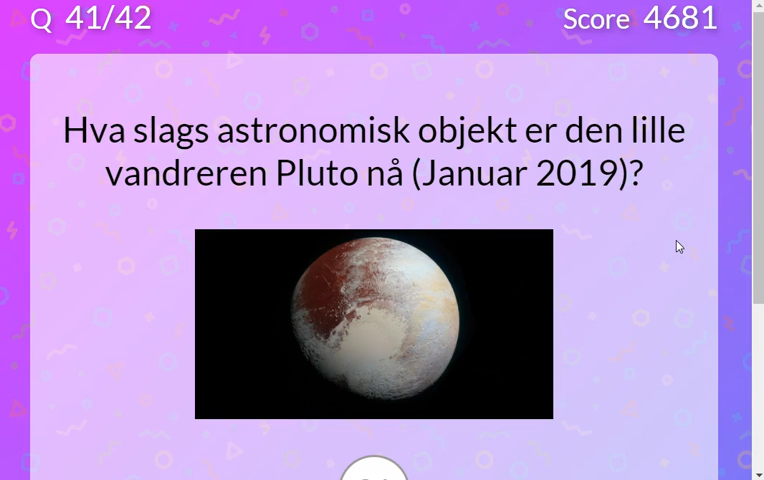 Q 41/42
Score 4681
Hva slags astronomisk objekt er den lille
vandreren Pluto nå (Januar 2019)?